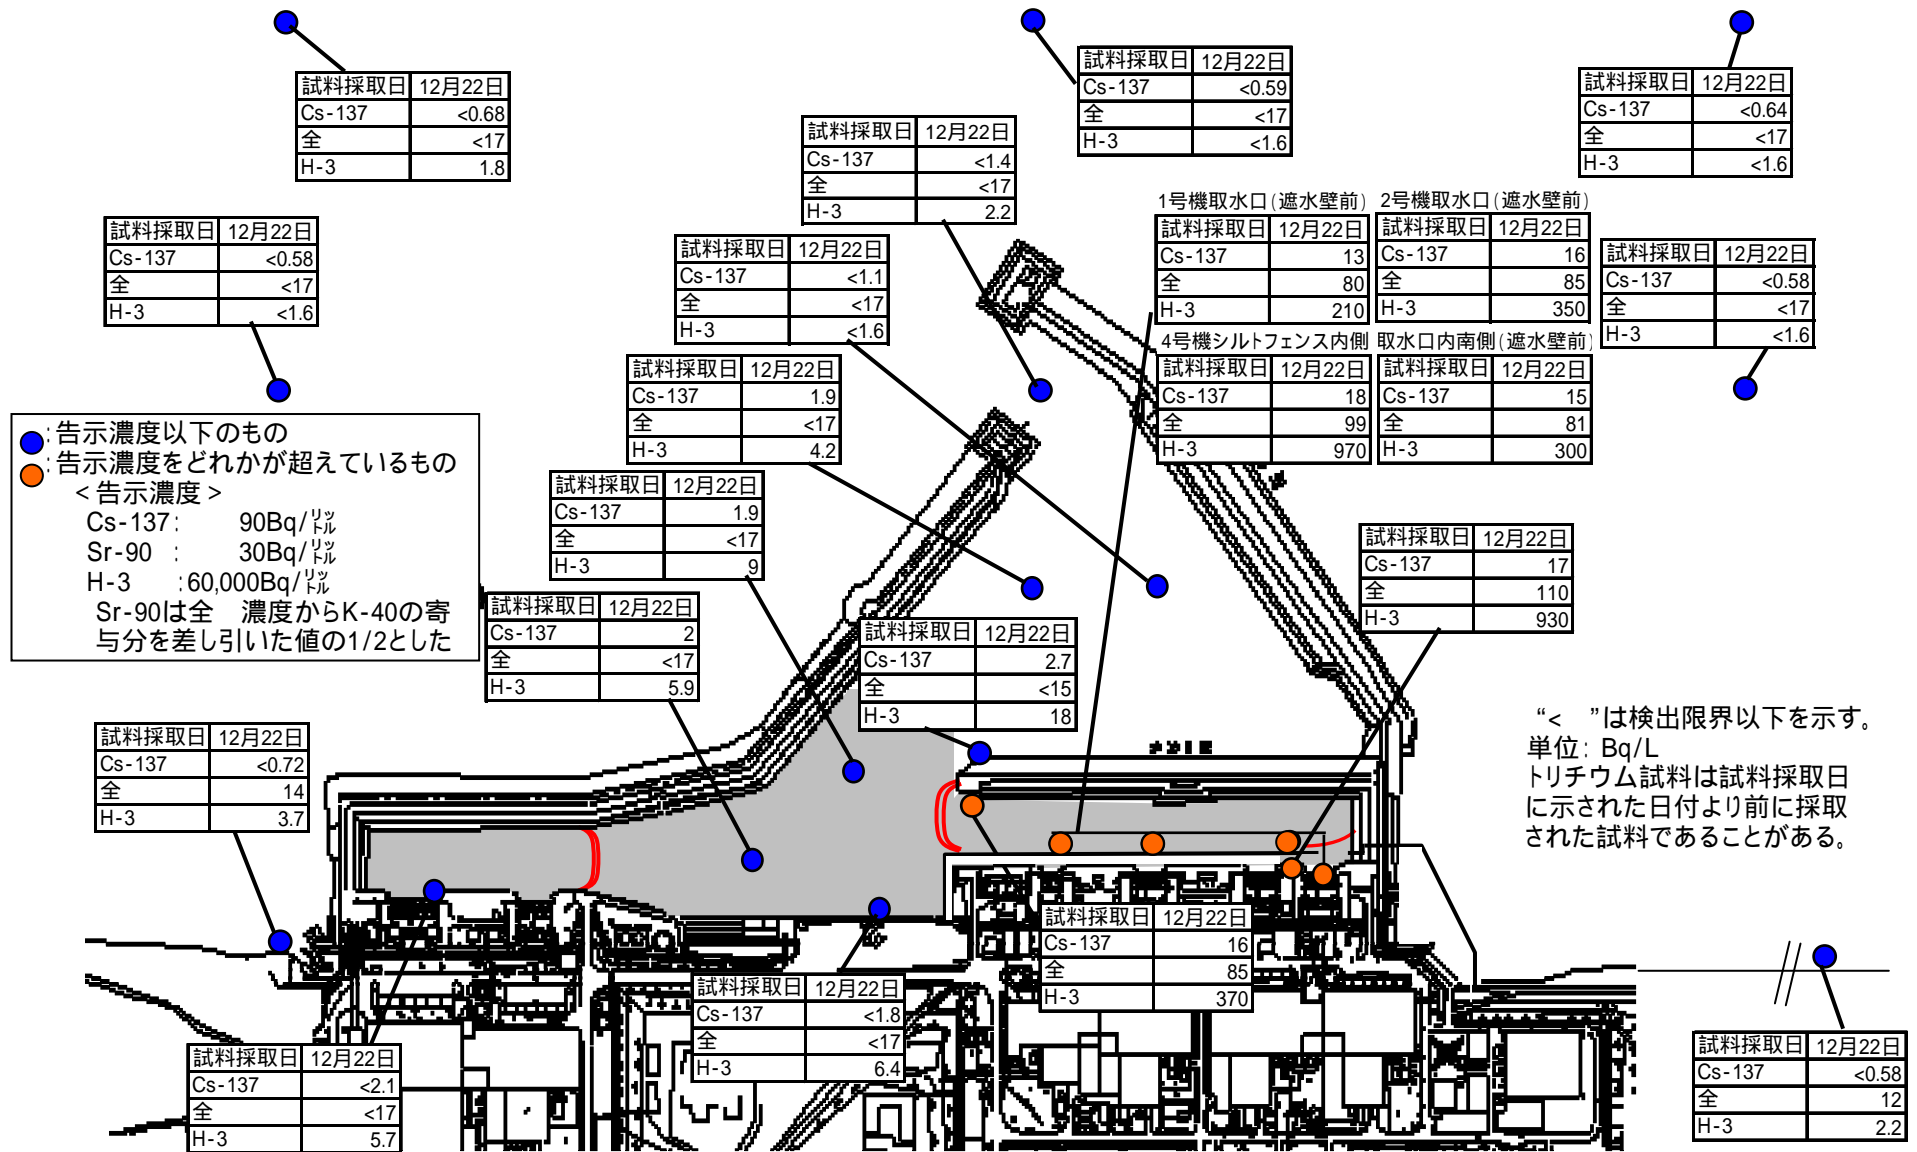 試料採取日 12月22日
Cs-137 <0.68
全 <17
H-3 1.8
試料採取日 12月22日
Cs-137 <0.59
全 <17
H-3 <1.6
試料採取日 12月22日
Cs-137 <0.64
全 <17
H-3 <1.6
試料採取日 12月22日
Cs-137 <1.4
全 <17
H-3 2.2
試料採取日 12月22日
Cs-137 <0.58
全 <17
H-3 <1.6
試料採取日 12月22日
Cs-137 <1.1
全 <17
H-3 <1.6
1号機取水口(遮水壁前)
試料採取日 12月22日
Cs-137 13
全 80
H-3 210
2号機取水口(遮水壁前)
試料採取日 12月22日
Cs-137 16
全 85
H-3 350
試料採取日 12月22日
Cs-137 <0.58
全 <17
H-3 <1.6
4号機シルトフェンス内側
試料採取日 12月22日
Cs-137 18
全 99
H-3 970
取水口内南側(遮水壁前)
試料採取日 12月22日
Cs-137 15
全 81
H-3 300
試料採取日 12月22日
Cs-137 1.9
全 <17
H-3 4.2
:告示濃度以下のもの
:告示濃度をどれかが超えているもの
<告示濃度>
Cs-137: 90Bq/リットル
Sr-90 : 30Bq/リットル
H-3 :60,000Bq/リットル
Sr-90は全 濃度からK-40の寄
与分を差し引いた値の1/2とした
試料採取日 12月22日
Cs-137 1.9
全 <17
H-3 9
試料採取日 12月22日
Cs-137 17
全 110
H-3 930
試料採取日 12月22日
Cs-137 2
全 <17
H-3 5.9
試料採取日 12月22日
Cs-137 2.7
全 <15
H-3 18
“< ”は検出限界以下を示す。
単位: Bq/L
トリチウム試料は試料採取日
に示された日付より前に採取
された試料であることがある。
試料採取日 12月22日
Cs-137 <0.72
全 14
H-3 3.7
試料採取日 12月22日
Cs-137 16
全 85
H-3 370
試料採取日 12月22日
Cs-137 <1.8
全 <17
H-3 6.4
試料採取日 12月22日
Cs-137 <2.1
全 <17
H-3 5.7
試料採取日 12月22日
Cs-137 <0.58
全 12
H-3 2.2